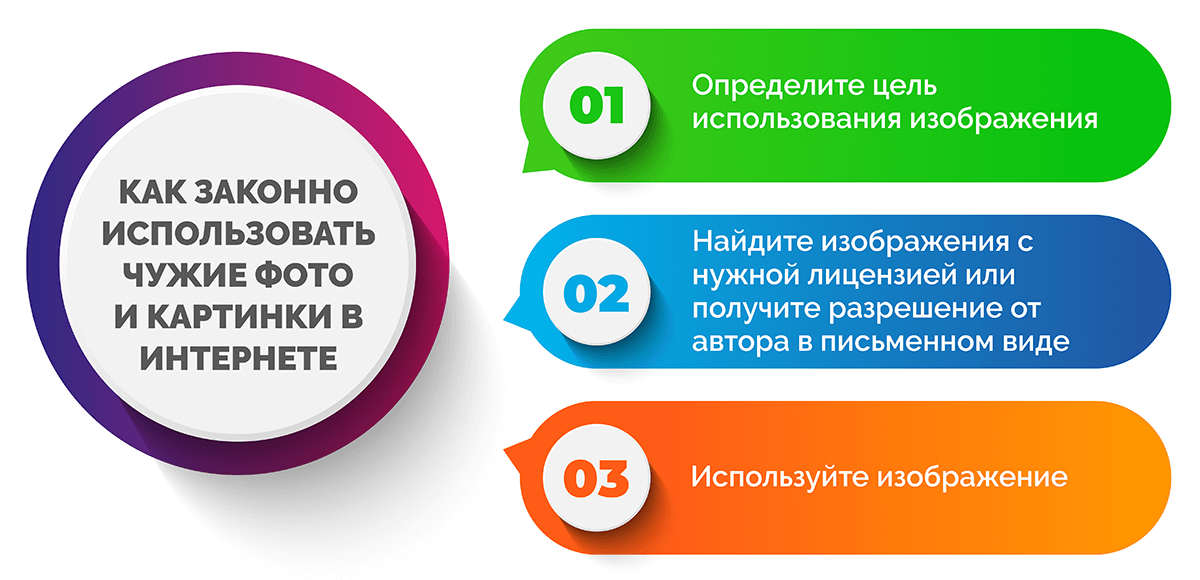 КАК ЗАКОННО
ИСПОЛЬЗОВАТЬ
ЧУЖИЕ ФОТО
И КАРТИНКИ В
ИНТЕРНЕТЕ
01
Определите цель
использования изображения
02
Найдите изображения с
нужной лицензией или
получите разрешение от
автора в письменном виде
03
Используйте изображение